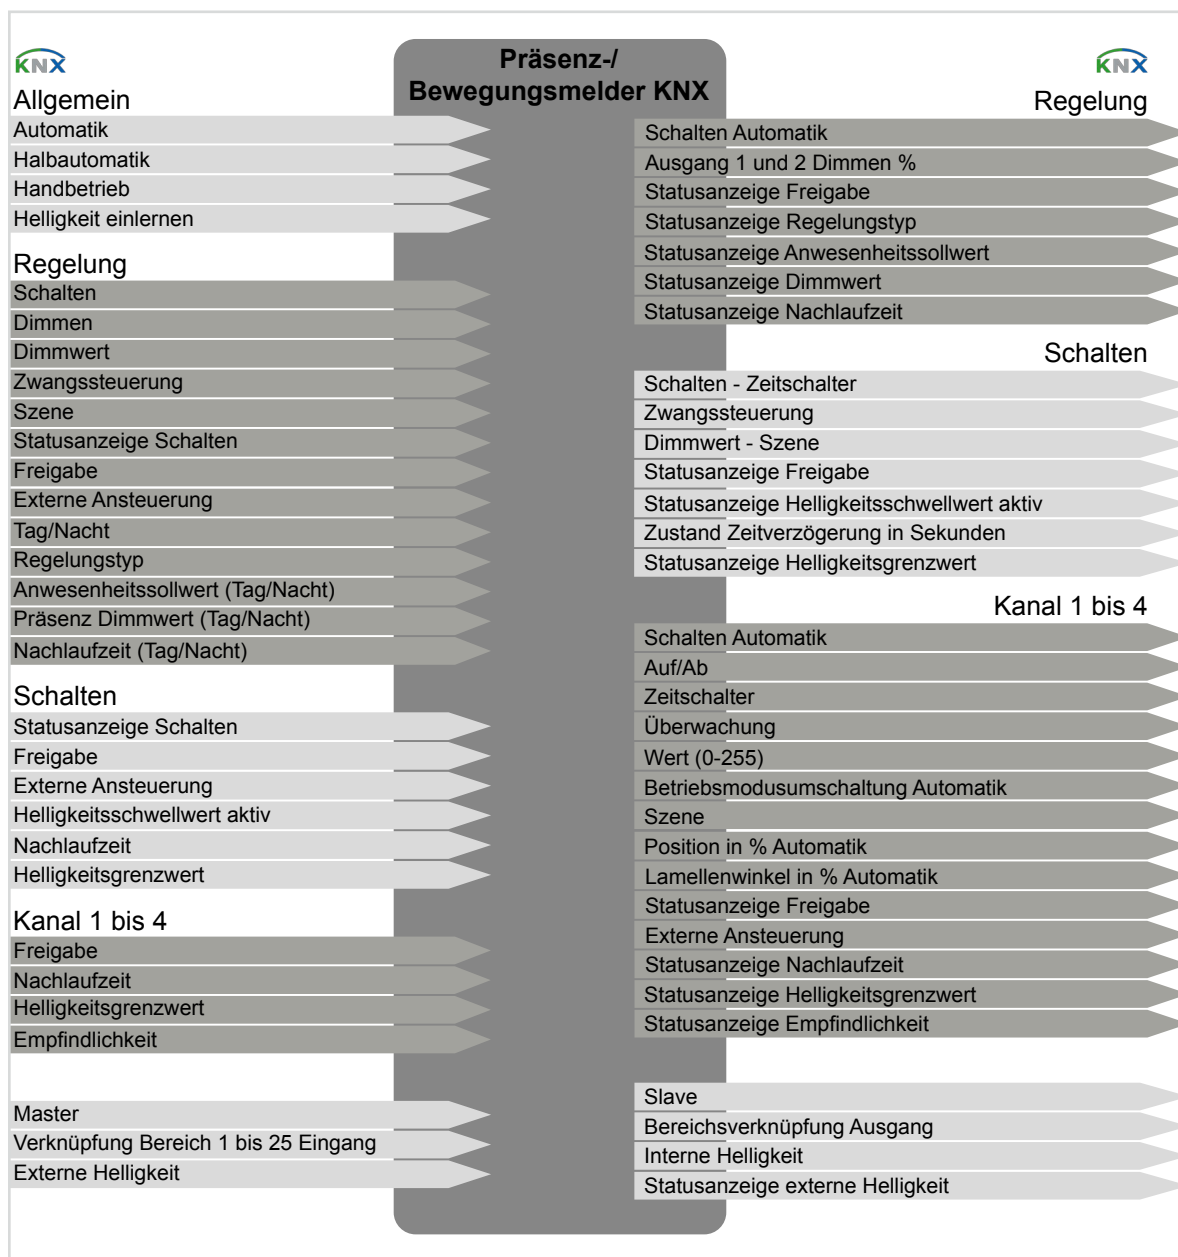 Präsenz-/
Bewegungsmelder KNX
KNX
Allgemein
Automatik
Halbautomatik
Handbetrieb
Helligkeit einlernen
Regelung
Schalten
Dimmen
Dimmwert
Zwangssteuerung
Szene
Statusanzeige Schalten
Freigabe
Externe Ansteuerung
Tag/Nacht
Regelungstyp
Anwesenheitssollwert (Tag/Nacht)
Präsenz Dimmwert (Tag/Nacht)
Nachlaufzeit (Tag/Nacht)
Schalten
Statusanzeige Schalten
Freigabe
Externe Ansteuerung
Helligkeitsschwellwert aktiv
Nachlaufzeit
Helligkeitsgrenzwert
Kanal 1 bis 4
Freigabe
Nachlaufzeit
Helligkeitsgrenzwert
Empfindlichkeit
Master
Verknüpfung Bereich 1 bis 25 Eingang
Externe Helligkeit
KNX
Regelung
Schalten Automatik
Ausgang 1 und 2 Dimmen %
Statusanzeige Freigabe
Statusanzeige Regelungstyp
Statusanzeige Anwesenheitssollwert
Statusanzeige Dimmwert
Statusanzeige Nachlaufzeit
Schalten
Schalten - Zeitschalter
Zwangssteuerung
Dimmwert - Szene
Statusanzeige Freigabe
Statusanzeige Helligkeitsschwellwert aktiv
Zustand Zeitverzögerung in Sekunden
Statusanzeige Helligkeitsgrenzwert
Kanal 1 bis 4
Schalten Automatik
Auf/Ab
Zeitschalter
Überwachung
Wert (0-255)
Betriebsmodusumschaltung Automatik
Szene
Position in % Automatik
Lamellenwinkel in % Automatik
Statusanzeige Freigabe
Externe Ansteuerung
Statusanzeige Nachlaufzeit
Statusanzeige Helligkeitsgrenzwert
Statusanzeige Empfindlichkeit
Slave
Bereichsverknüpfung Ausgang
Interne Helligkeit
Statusanzeige externe Helligkeit